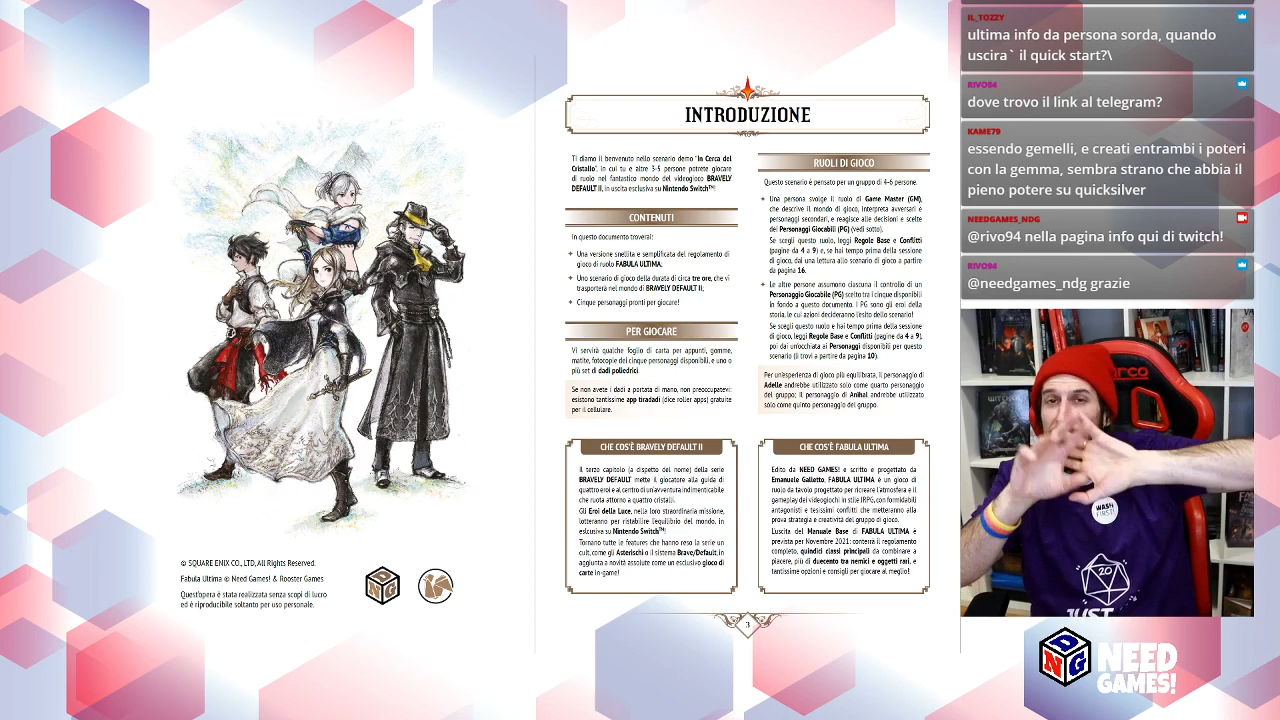 INTRODUZIONE
Ti diamo il benvenuto nello scenario demo "In Cerca del
Cristallo", in cui tu e altre 3-5 persone potrete giocare
di ruolo nel fantastico mondo del videogioco BRAVELY
DEFAULT II, in uscita esclusiva su Nintendo Switch™!
CONTENUTI
In questo documento troverai:
Una versione snellita e semplificata del regolamento di
gioco di ruolo FABULA ULTIMA;
Uno scenario di gioco della durata di circa tre ore, che vi
trasporterà nel mondo di BRAVELY DEFAULT II;
Cinque personaggi pronti per giocare!
PER GIOCARE
Vi servirà qualche foglio di carta per appunti, gomme,
matite, fotocopie dei cinque personaggi disponibili, e uno o
più set di dadi poliedrici.
Se non avete i dadi a portata di mano, non preoccupatevi:
esistono tantissime app tiradadi (dice roller apps) gratuite
per il cellulare.
RUOLI DI GIOCO
Questo scenario è pensato per un gruppo di 4-6 persone.
Una persona svolge il ruolo di Game Master (GM),
che descrive il mondo di gioco, interpreta avversari e
personaggi secondari, e reagisce alle decisioni e scelte
dei Personaggi Giocabili (PG) (vedi sotto).
Se scegli questo ruolo, leggi Regole Base e Conflitti
(pagine da 4 a 9) e, se hai tempo prima della sessione
di gioco, dai una lettura allo scenario di gioco a partire
da pagina 16.
Le altre persone assumono ciascuna il controllo di un
Personaggio Giocabile (PG) scelto tra i cinque disponibili
in fondo a questo documento. I PG sono gli eroi della
storia, le cui azioni decideranno l'esito dello scenario!
Se scegli questo ruolo e hai tempo prima della sessione
di gioco, leggi Regole Base e Conflitti (pagine da 4 a 9),
poi dai un'occhiata ai Personaggi disponibili per questo
scenario (li trovi a partire da pagina 10).
Per un'esperienza di gioco più equilibrata, il personaggio di
Adelle andrebbe utilizzato solo come quarto personaggio
del gruppo; il personaggio di Anihal andrebbe utilizzato
solo come quinto personaggio del gruppo.
CHE COS'È BRAVELY DEFAULT II
Il terzo capitolo (a dispetto del nome) della serie
BRAVELY DEFAULT mette il giocatore alla guida di
quattro eroi e al centro di un'avventura indimenticabile
che ruota attorno a quattro cristalli.
Gli Eroi della Luce, nella loro straordinaria missione,
lotteranno per ristabilire l'equilibrio del mondo, in
esclusiva su Nintendo Switch™!
Tornano tutte le features che hanno reso la serie un
cult, come gli Asterischi o il sistema Brave/Default, in
aggiunta a novità assolute come un esclusivo gioco di
carte in-game!
CHE COS'È FABULA ULTIMA
Edito da NEED GAMES! e scritto e progettato da
Emanuele Galletto, FABULA ULTIMA è un gioco di
ruolo da tavolo progettato per ricreare l'atmosfera e il
gameplay dei videogiochi in stile JRPG, con formidabili
antagonisti e tesissimi conflitti che metteranno alla
prova strategia e creatività del gruppo di gioco.
L'uscita del Manuale Base di FABULA ULTIMA è
prevista per Novembre 2021: conterrà il regolamento
completo, quindici classi principali da combinare a
piacere, più di duecento tra nemici e oggetti rari, e
tantissime opzioni e consigli per giocare al meglio!
3
© SQUARE ENIX CO., LTD, All Rights Reserved.
Fabula Ultima © Need Games! & Rooster Games
Quest'opera è stata realizzata senza scopi di lucro
ed è riproducibile soltanto per uso personale.
IL_TOZZY
ultima info da persona sorda, quando
uscira` il quick start?\
RIVO94
dove trovo il link al telegram?
KAME79
essendo gemelli, e creati entrambi i poteri
con la gemma, sembra strano che abbia il
pieno potere su quicksilver
NEEDGAMES_NDG
@rivo94 nella pagina info qui di twitch!
RIVO94
@needgames_ndg grazie
WASH
FIRST!
20
JUST
NDG
NEED
GAMES!